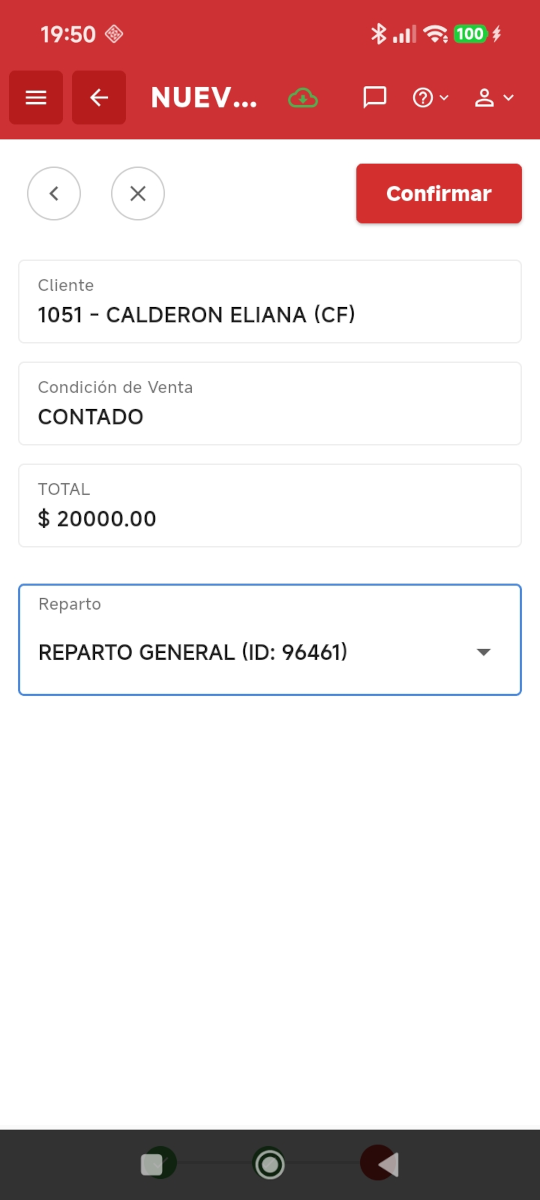 19:50
100
NUEV...
Confirmar
Cliente
1051 - CALDERON ELIANA (CF)
Condición de Venta
CONTADO
TOTAL
$ 20000.00
Reparto
REPARTO GENERAL (ID: 96461)